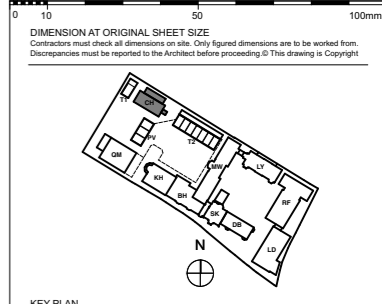 0 10 50 100mm
DIMENSION AT ORIGINAL SHEET SIZE
Contractors must check all dimensions on site. Only figured dimensions are to be worked from.
Discrepancies must be reported to the Architect before proceeding.© This drawing is Copyright
T1
CH
PV
T2
QM
MW
LY
KH
BH
RF
SK
DB
LD
N
KEY PLAN